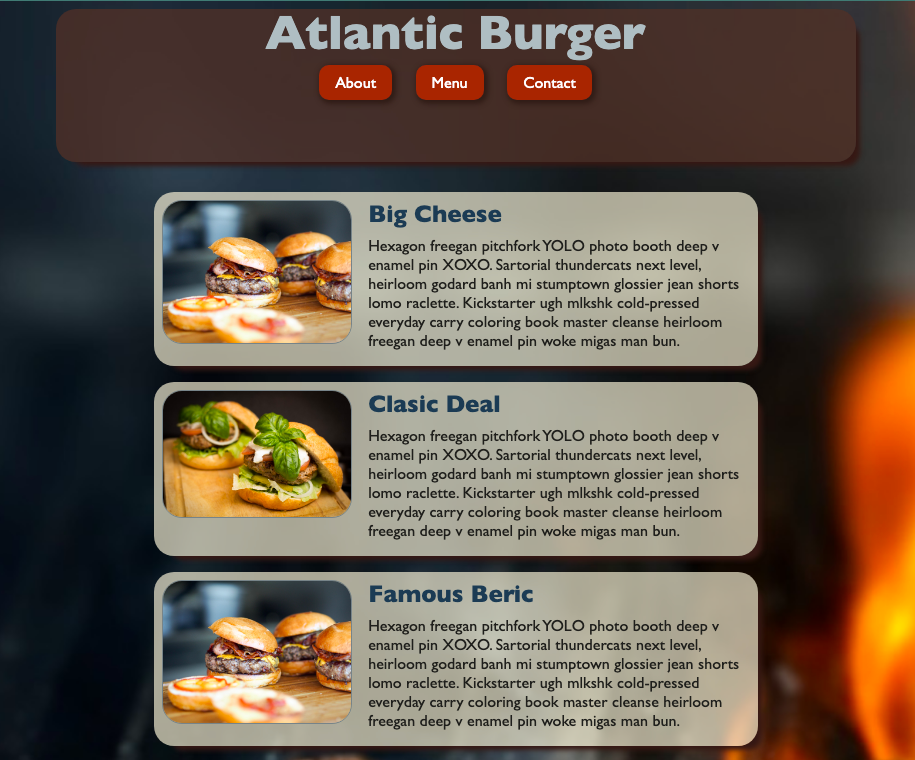 Atlantic Burger
About Menu Contact
Big Cheese
Hexagon freegan pitchfork YOLO photo booth deep v
enamel pin XOXO. Sartorial thundercats next level,
heirloom godard banh mi stumptown glossier jean shorts
lomo raclette. Kickstarter ugh mlkshk cold-pressed
everyday carry coloring book master cleanse heirloom
freegan deep v enamel pin woke migas man bun.
Clasic Deal
Hexagon freegan pitchfork YOLO photo booth deep v
enamel pin XOXO. Sartorial thundercats next level,
heirloom godard banh mi stumptown glossier jean shorts
lomo raclette. Kickstarter ugh mlkshk cold-pressed
everyday carry coloring book master cleanse heirloom
freegan deep v enamel pin woke migas man bun.
Famous Beric
Hexagon freegan pitchfork YOLO photo booth deep v
enamel pin XOXO. Sartorial thundercats next level,
heirloom godard banh mi stumptown glossier jean shorts
lomo raclette. Kickstarter ugh mlkshk cold-pressed
everyday carry coloring book master cleanse heirloom
freegan deep v enamel pin woke migas man bun.